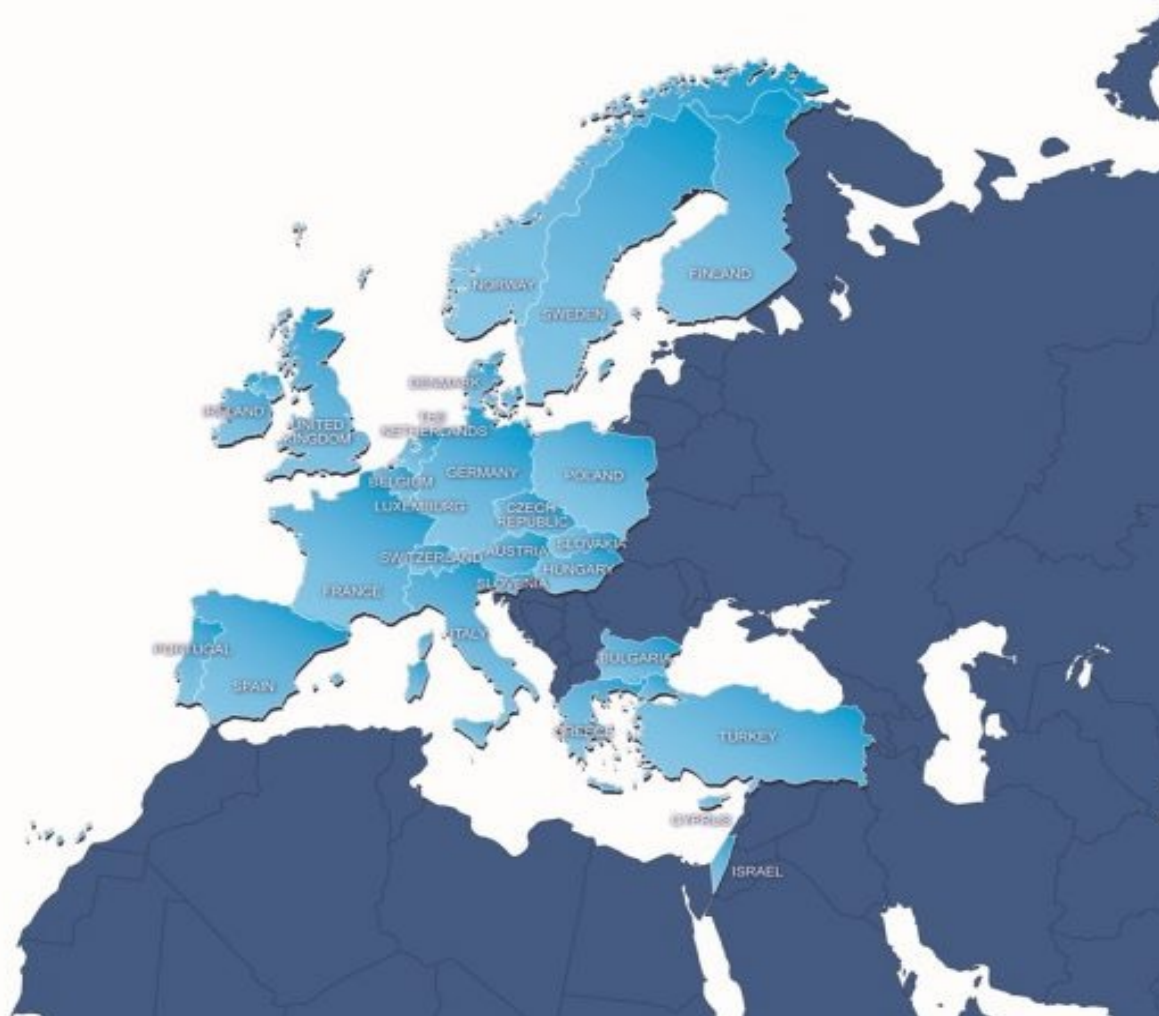 FINLAND
NORWAY
SWEDEN
DENMARK
IRELAND
UNITED
KINGDOM
THE
NETHERLANDS
GERMANY
POLAND
BELGIUM
LUXEMBURG
CZECH
REPUBLIC
SLOVAKIA
AUSTRIA
SWITZERLAND
HUNGARY
SLOVENIA
FRANCE
ITALY
PORTUGAL
SPAIN
BULGARIA
GREECE
TURKEY
CYPRUS
ISRAEL